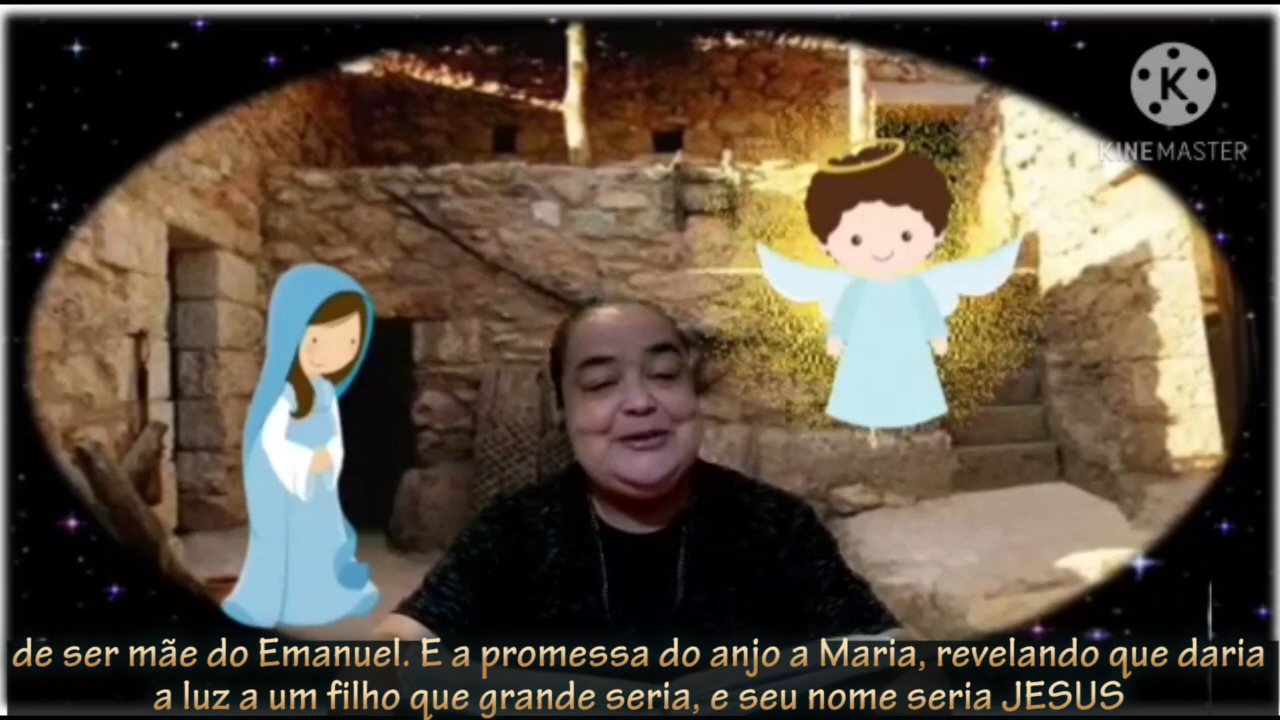 K
KINEMASTER
de ser mãe do Emanuel. E a promessa do anjo a Maria, revelando que daria
a luz a um filho que grande seria, e seu nome seria JESUS